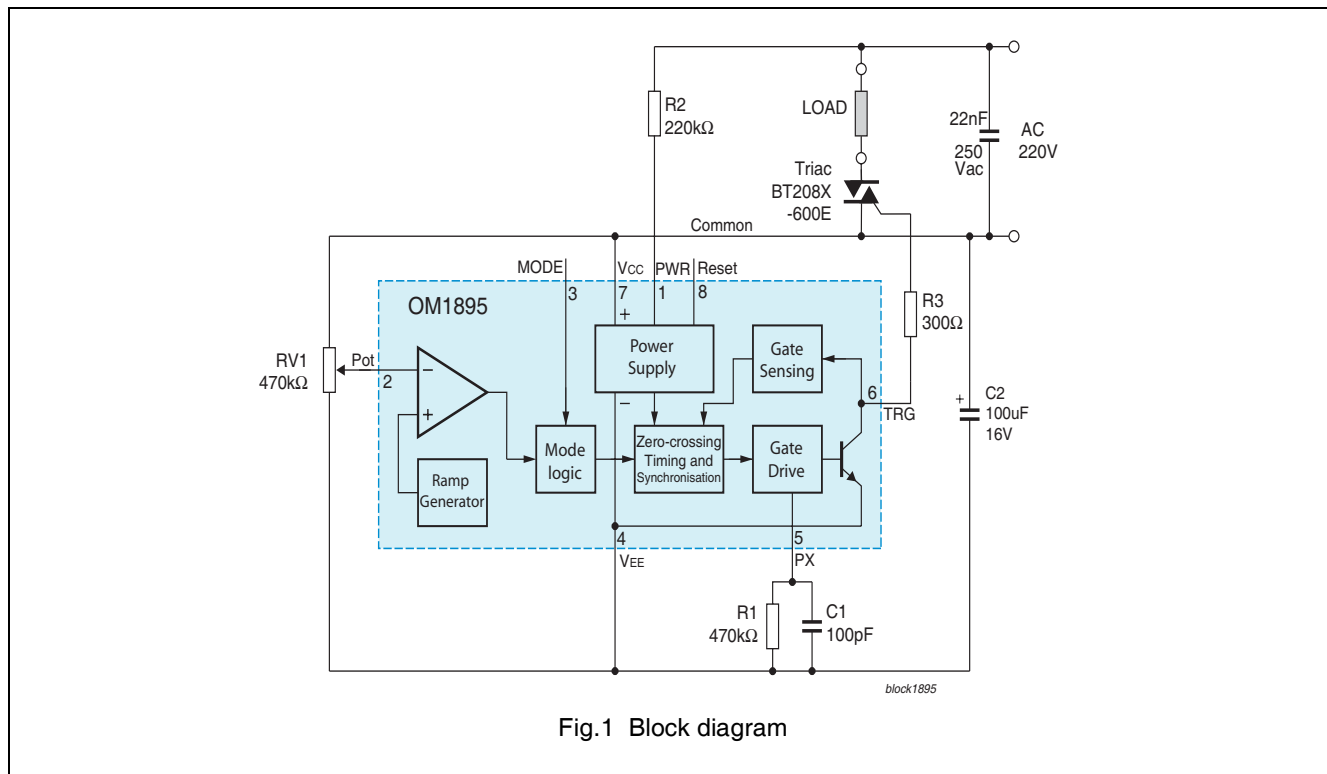 R2
220kΩ
LOAD
22nF
250
Vac
AC
220V
Triac
BT208X
-600E
Common
MODE
VCC
PWR
Reset
3
7
1
8
OM1895
+
R3
300Ω
RV1
470kΩ
Pot
2
−
+
Power
Supply
−
Gate
Sensing
6
TRG
+
C2
100uF
16V
Ramp
Generator
Mode
logic
Zero-crossing
Timing and
Synchronisation
Gate
Drive
4
VEE
5
PX
R1
470kΩ
C1
100pF
block1895
Fig.1 Block diagram